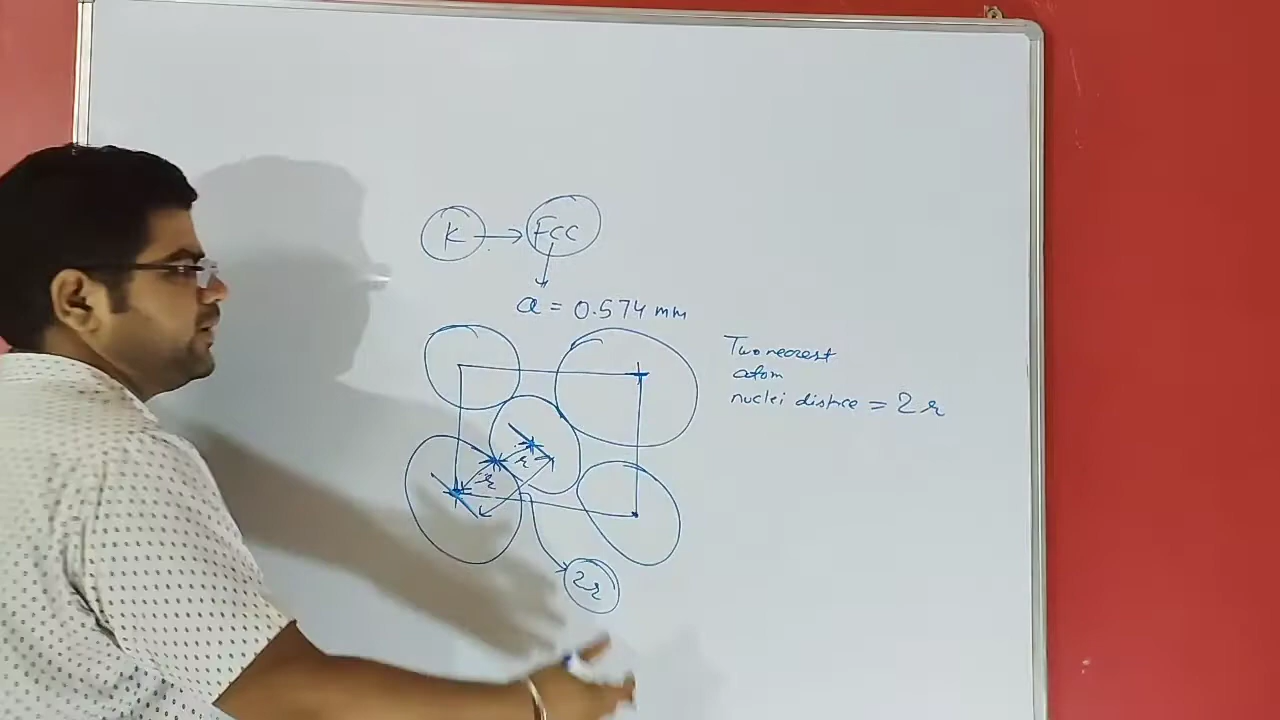 K → FCC
a = 0.574 mm
Two nearest
atom
nuclei distnce = 2r
r
r
2r